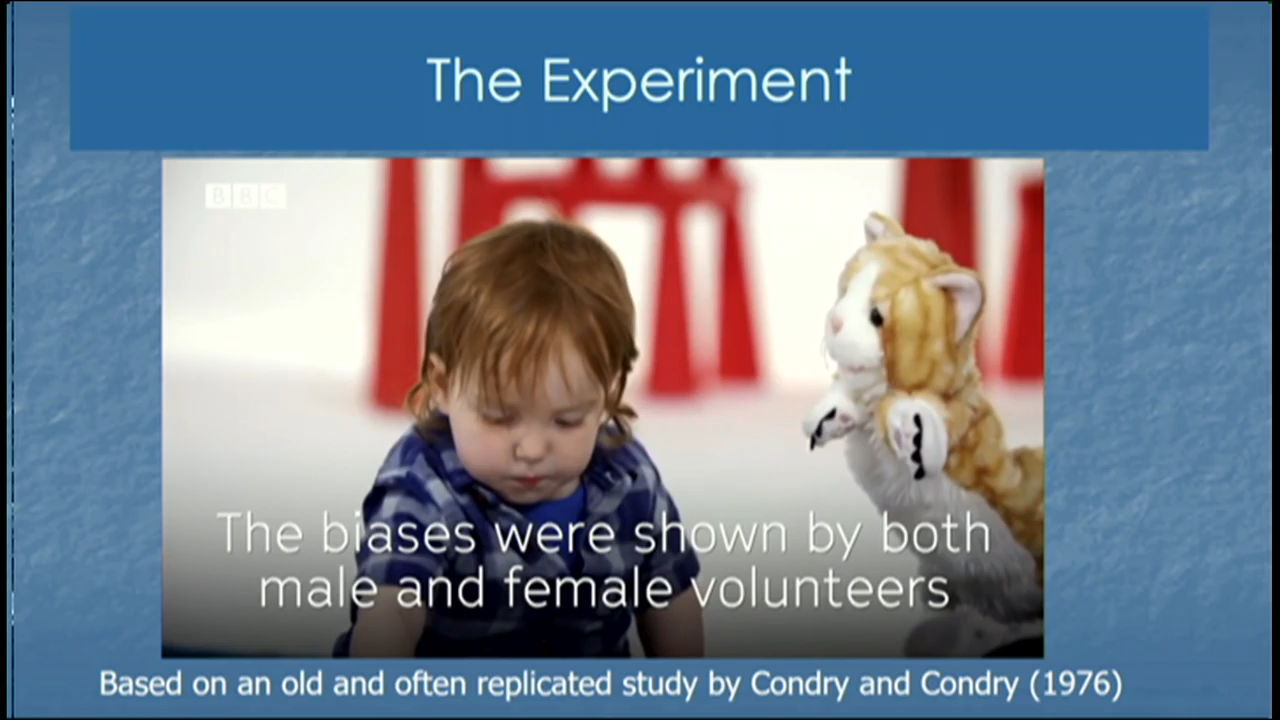 The Experiment
BBC
The biases were shown by both
male and female volunteers
Based on an old and often replicated study by Condry and Condry (1976)